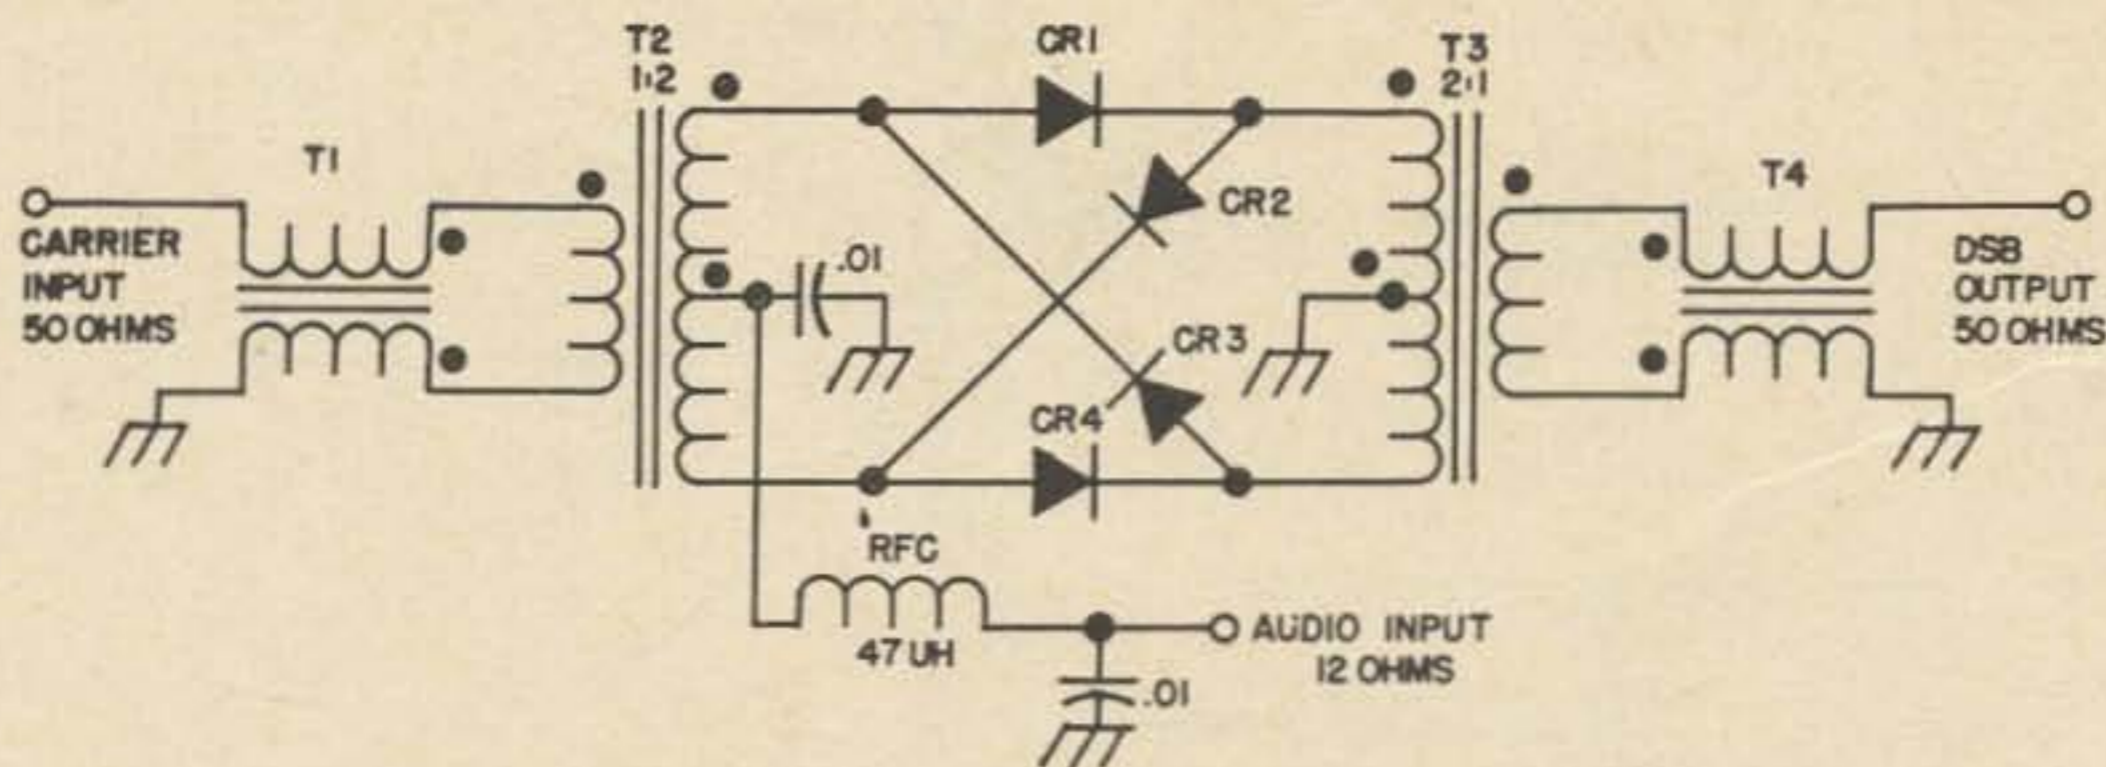 T1
CARRIER
INPUT
50 OHMS
T2
1:2
.01
CR1
CR2
CR3
CR4
T3
2:1
T4
DSB
OUTPUT
50 OHMS
RFC
47 UH
AUDIO INPUT
12 OHMS
.01